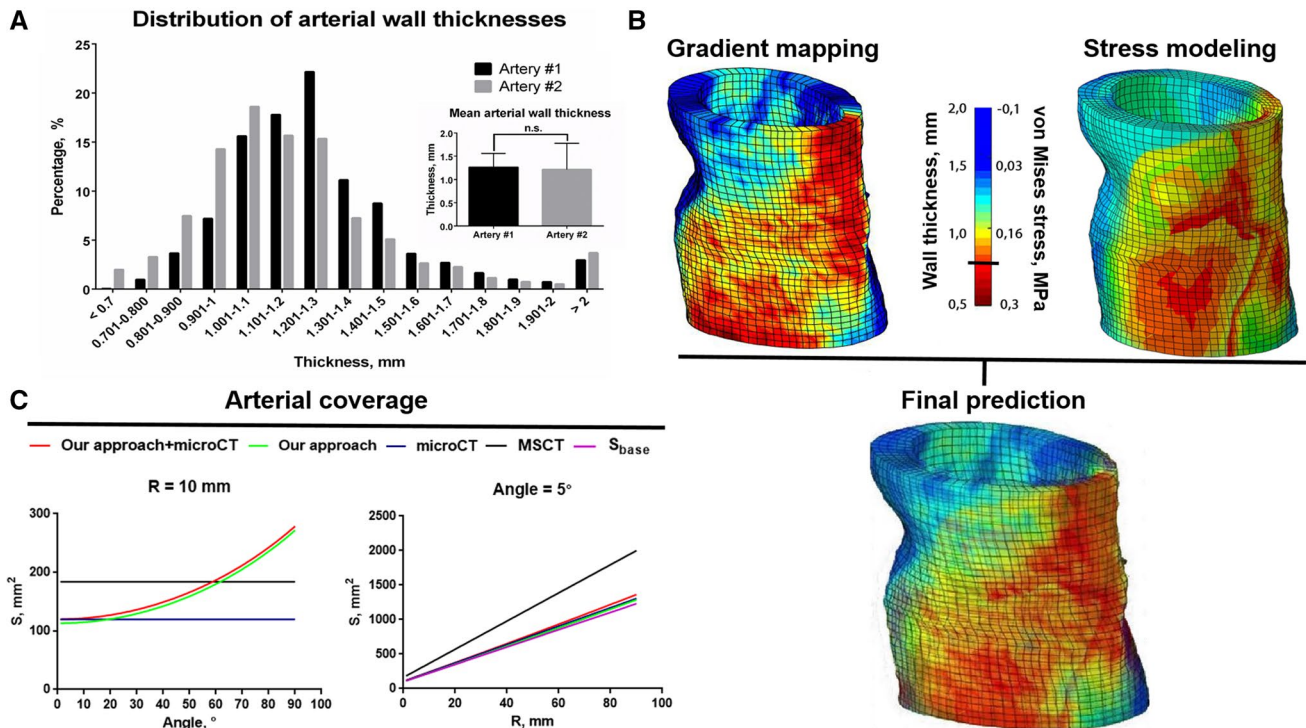 A
Distribution of arterial wall thicknesses
25
20
15
10
5
0
Percentage, %
Artery #1
Artery #2
Mean arterial wall thickness
n.s.
2.0
1.5
1.0
0.5
0.0
Thickness, mm
Artery #1
Artery #2
< 0.7
0.701-0.800
0.801-0.900
0.901-1
1.001-1.1
1.101-1.2
1.201-1.3
1.301-1.4
1.401-1.5
1.501-1.6
1.601-1.7
1.701-1.8
1.801-1.9
1.901-2
> 2
Thickness, mm
B
Gradient mapping
Stress modeling
Wall thickness, mm
2,0
1,5
1,0
0,5
-0,1
0,03
0,16
0,3
von Mises stress, MPa
Final prediction
C
Arterial coverage
Our approach+microCT
Our approach
microCT
MSCT
Sbase
R = 10 mm
300
200
100
0
S, mm²
0 10 20 30 40 50 60 70 80 90 100
Angle, °
Angle = 5°
2500
2000
1500
1000
500
0
S, mm²
0 20 40 60 80 100
R, mm